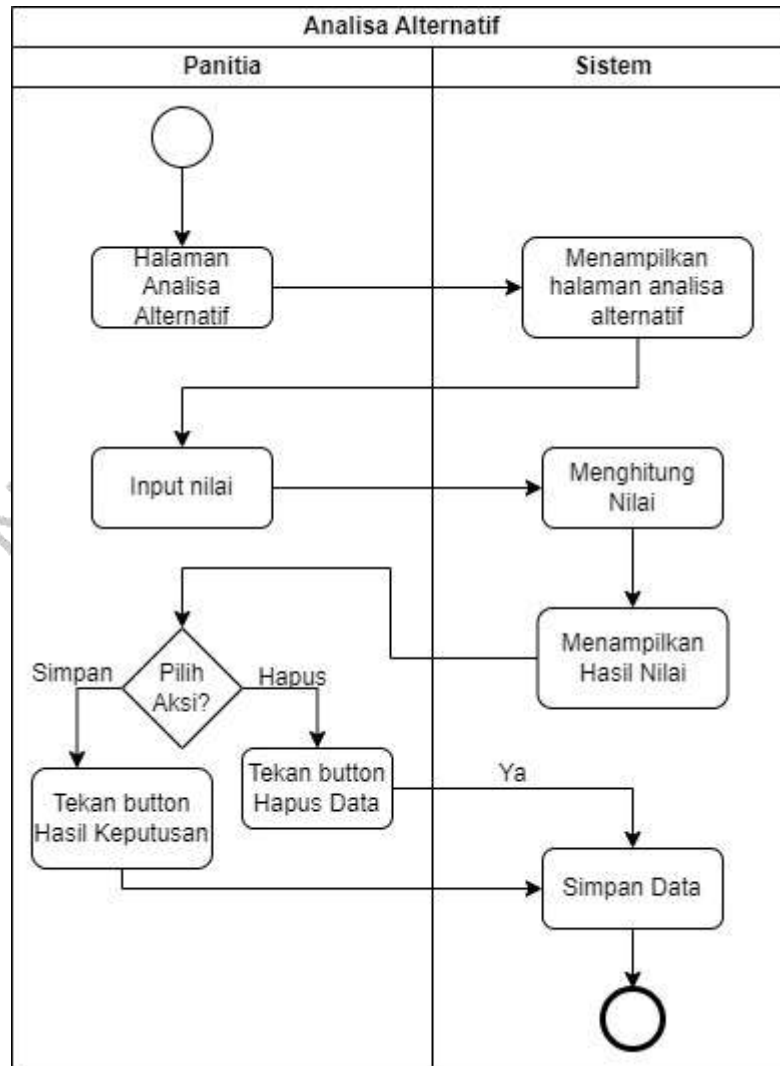 Analisa Alternatif
Panitia
Sistem
Halaman
Analisa
Alternatif
Menampilkan
halaman analisa
alternatif
Input nilai
Menghitung
Nilai
Menampilkan
Hasil Nilai
Simpan
Pilih
Aksi?
Hapus
Tekan button
Hasil Keputusan
Tekan button
Hapus Data
Ya
Simpan Data